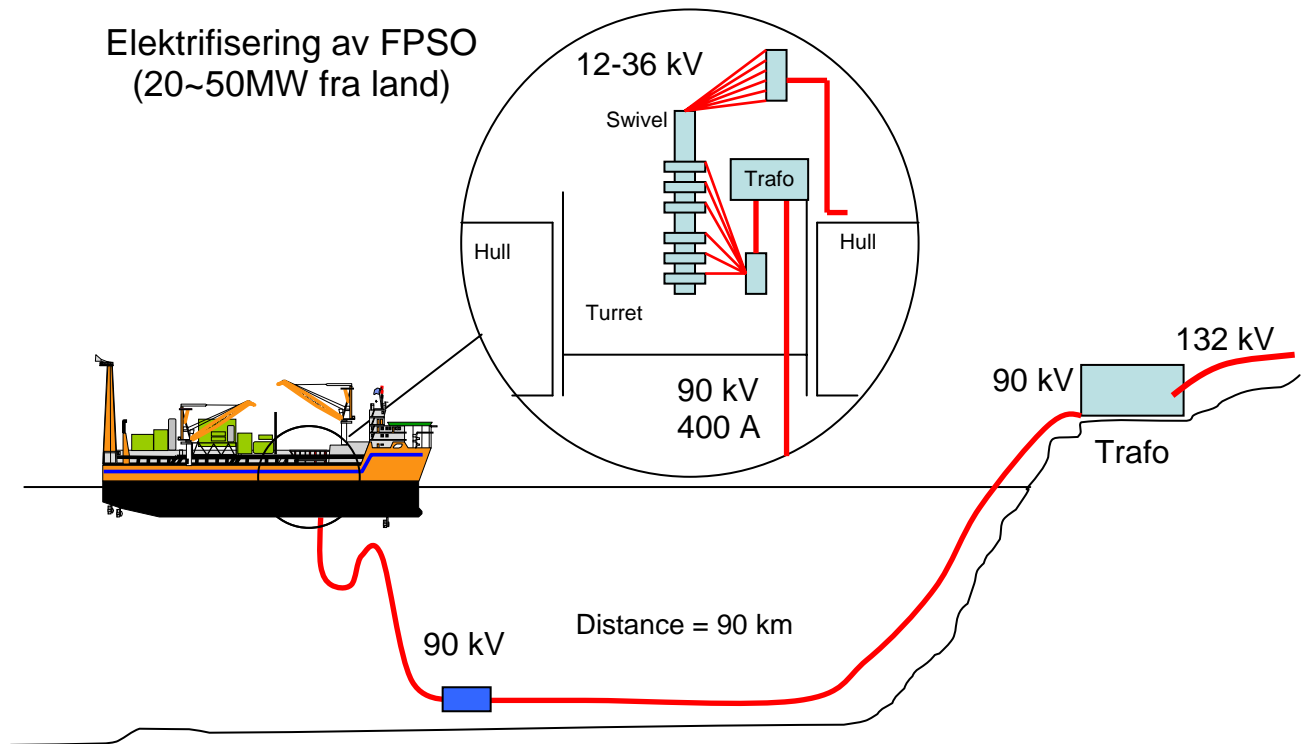 Elektrifisering av FPSO
(20~50MW fra land)
12-36 kV
Swivel
Trafo
Hull
Hull
Turret
90 kV
400 A
132 kV
90 kV
Trafo
Distance = 90 km
90 kV